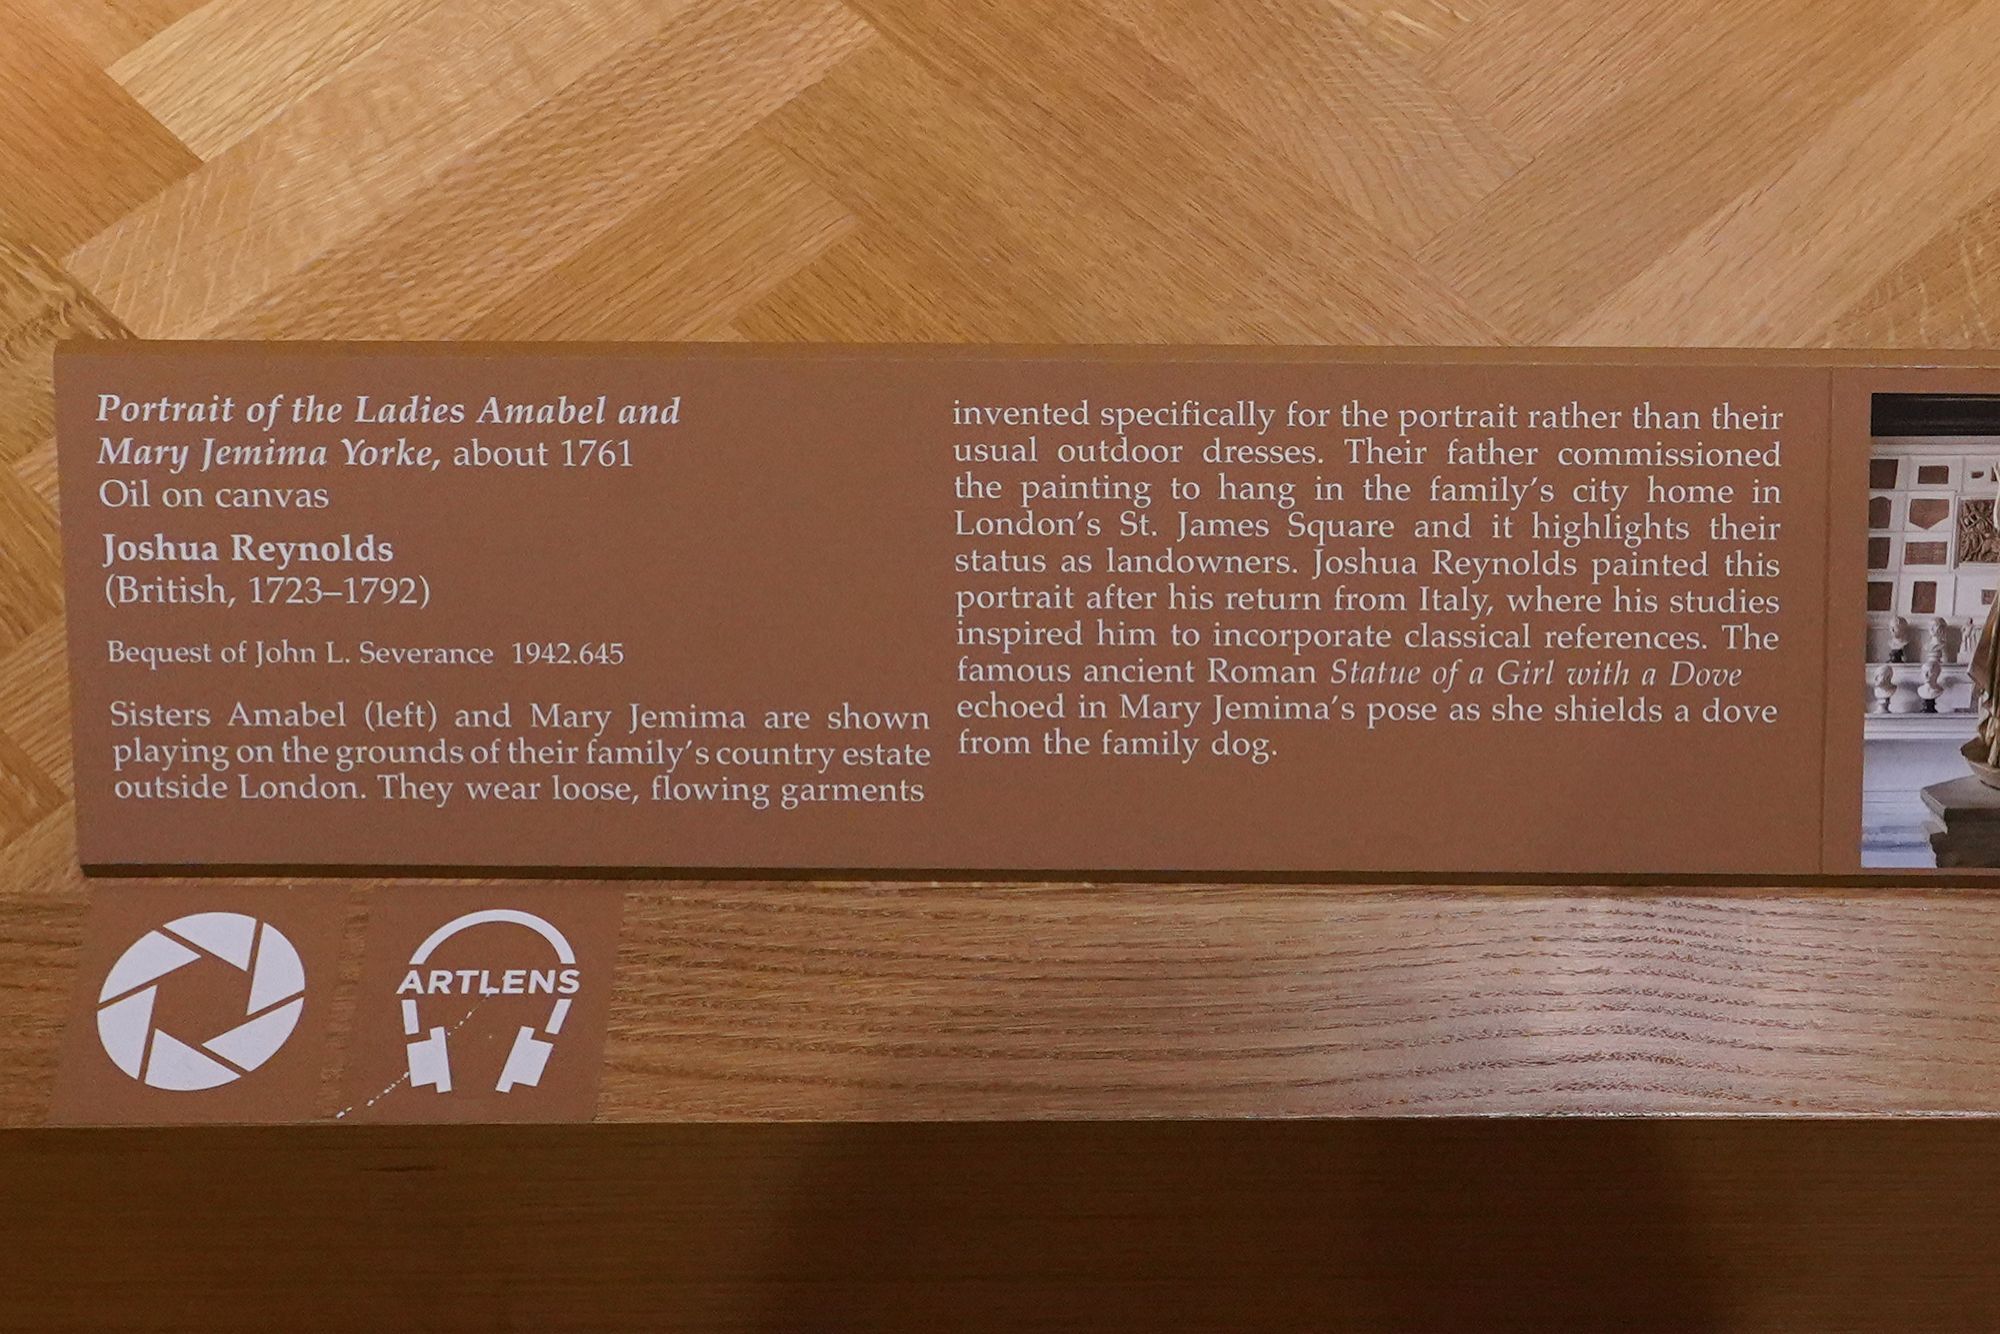 Portrait of the Ladies Amabel and
Mary Jemima Yorke, about 1761
Oil on canvas
Joshua Reynolds
(British, 1723–1792)
Bequest of John L. Severance 1942.645
Sisters Amabel (left) and Mary Jemima are shown
playing on the grounds of their family's country estate
outside London. They wear loose, flowing garments
invented specifically for the portrait rather than their
usual outdoor dresses. Their father commissioned
the painting to hang in the family's city home in
London's St. James Square and it highlights their
status as landowners. Joshua Reynolds painted this
portrait after his return from Italy, where his studies
inspired him to incorporate classical references. The
famous ancient Roman Statue of a Girl with a Dove
echoed in Mary Jemima's pose as she shields a dove
from the family dog.
ARTLENS